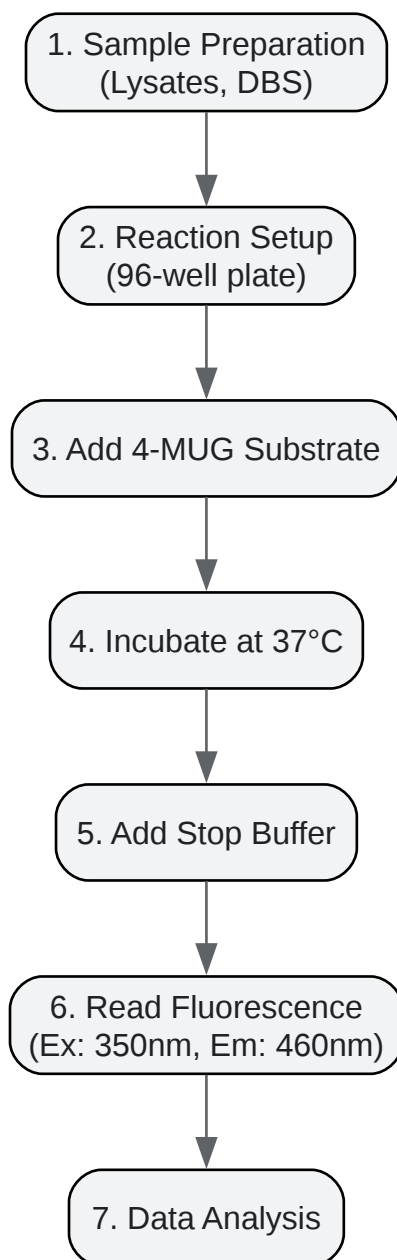 1. Sample Preparation
(Lysates, DBS)
2. Reaction Setup
(96-well plate)
3. Add 4-MUG Substrate
4. Incubate at 37°C
5. Add Stop Buffer
6. Read Fluorescence
(Ex: 350nm, Em: 460nm)
7. Data Analysis